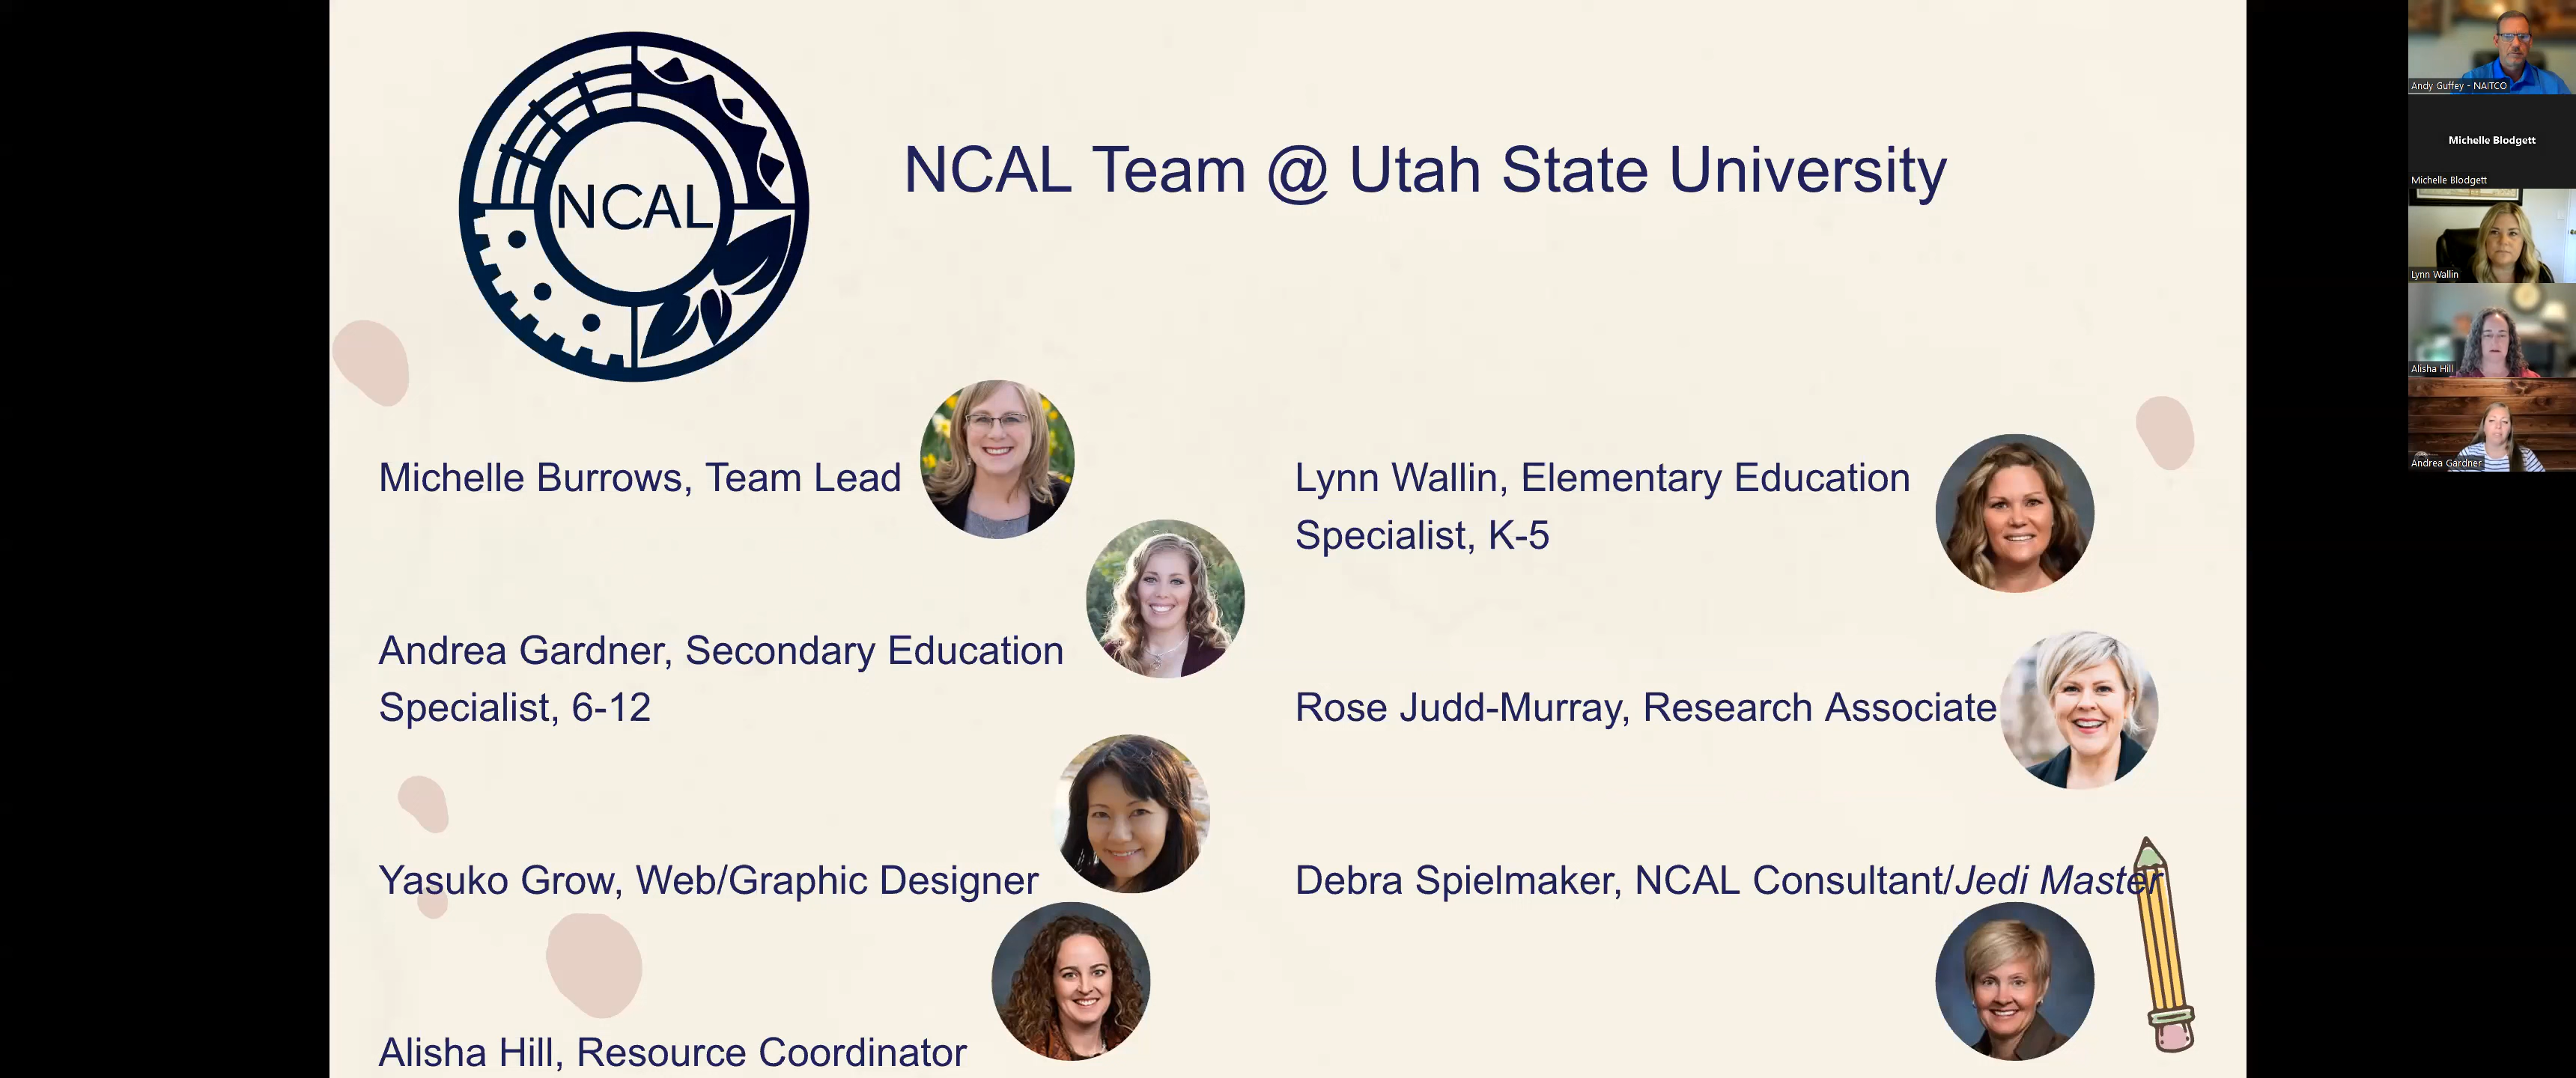 NCAL
NCAL Team @ Utah State University
Michelle Burrows, Team Lead
Andrea Gardner, Secondary Education
Specialist, 6-12
Yasuko Grow, Web/Graphic Designer
Alisha Hill, Resource Coordinator
Lynn Wallin, Elementary Education
Specialist, K-5
Rose Judd-Murray, Research Associate
Debra Spielmaker, NCAL Consultant/Jedi Master
Andy Guffey - NAITCO
Michelle Blodgett
Michelle Blodgett
Lynn Wallin
Alisha Hill
Andrea Gardner